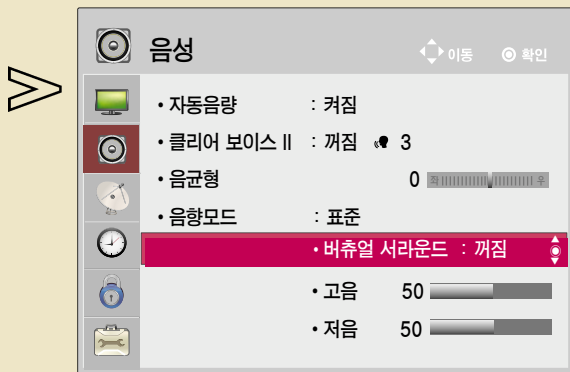 음성 이동 ◉ 확인
• 자동음량 : 켜짐
• 클리어 보이스 II : 꺼짐 3
• 음균형 0 좌 우
• 음향모드 : 표준
• 버츄얼 서라운드 : 꺼짐
• 고음 50
• 저음 50